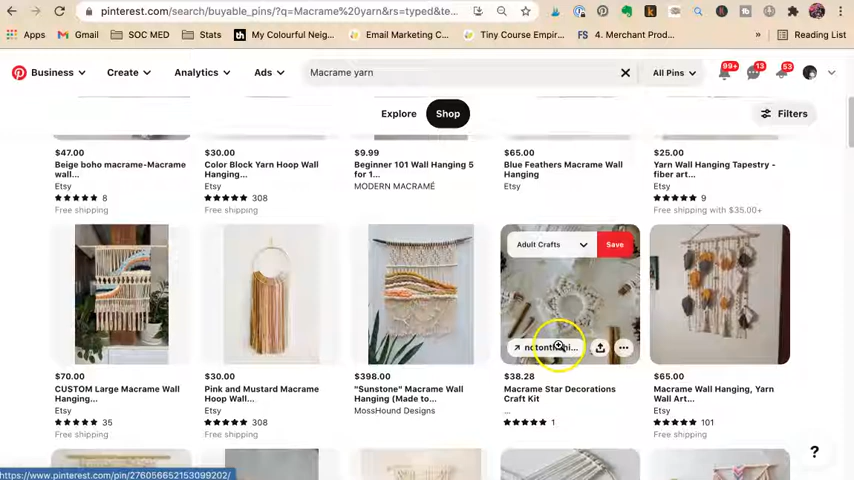 pinterest.com/search/buyable_pins/?q=Macrame%20yarn&rs=typed&te...
Apps
Gmail
SOC MED
Stats
My Colourful Nei...
Email Marketing C...
Tiny Course Empir...
4. Merchant Prod...
»
Reading List
Business
Create
Analytics
Ads
Macrame yarn
All Pins
99+
13
53
Explore
Shop
Filters
$47.00
Beige boho macrame-Macrame
wall...
Etsy
8
Free shipping
$30.00
Color Block Yarn Hoop Wall
Hanging...
Etsy
308
Free shipping
$9.99
Beginner 101 Wall Hanging 5
for 1...
MODERN MACRAMÉ
$65.00
Blue Feathers Macrame Wall
Hanging
Etsy
$25.00
Yarn Wall Hanging Tapestry -
fiber art...
Etsy
9
Free shipping with $35.00+
Adult Crafts
Save
$70.00
CUSTOM Large Macrame Wall
Hanging...
Etsy
35
Free shipping
$30.00
Pink and Mustard Macrame
Hoop Wall...
Etsy
308
Free shipping
$398.00
"Sunstone" Macrame Wall
Hanging (Made to...
MossHound Designs
$38.28
Macrame Star Decorations
Craft Kit
...
1
$65.00
Macrame Wall Hanging, Yarn
Wall Art...
Etsy
101
Free shipping
?
https://www.pinterest.com/pin/276056652153099202/